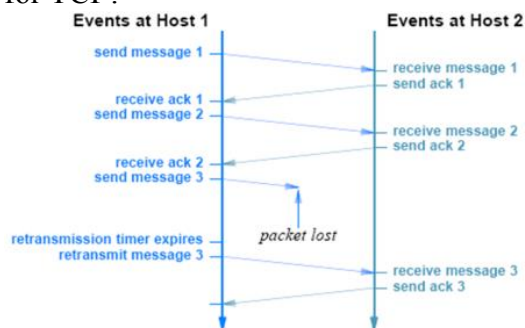 for TCP?
Events at Host 1
Events at Host 2
send message 1
receive message 1
send ack 1
receive ack 1
send message 2
receive message 2
send ack 2
receive ack 2
send message 3
packet lost
retransmission timer expires
retransmit message 3
receive message 3
send ack 3